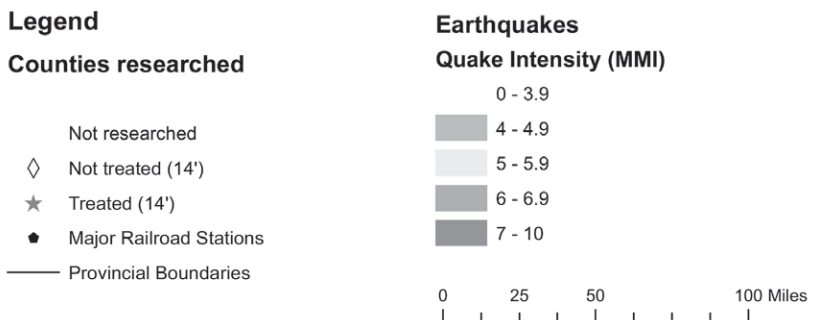 Legend
Counties researched
Not researched
Not treated (14')
Treated (14')
Major Railroad Stations
Provincial Boundaries
Earthquakes
Quake Intensity (MMI)
0 - 3.9
4 - 4.9
5 - 5.9
6 - 6.9
7 - 10
0 25 50 100 Miles